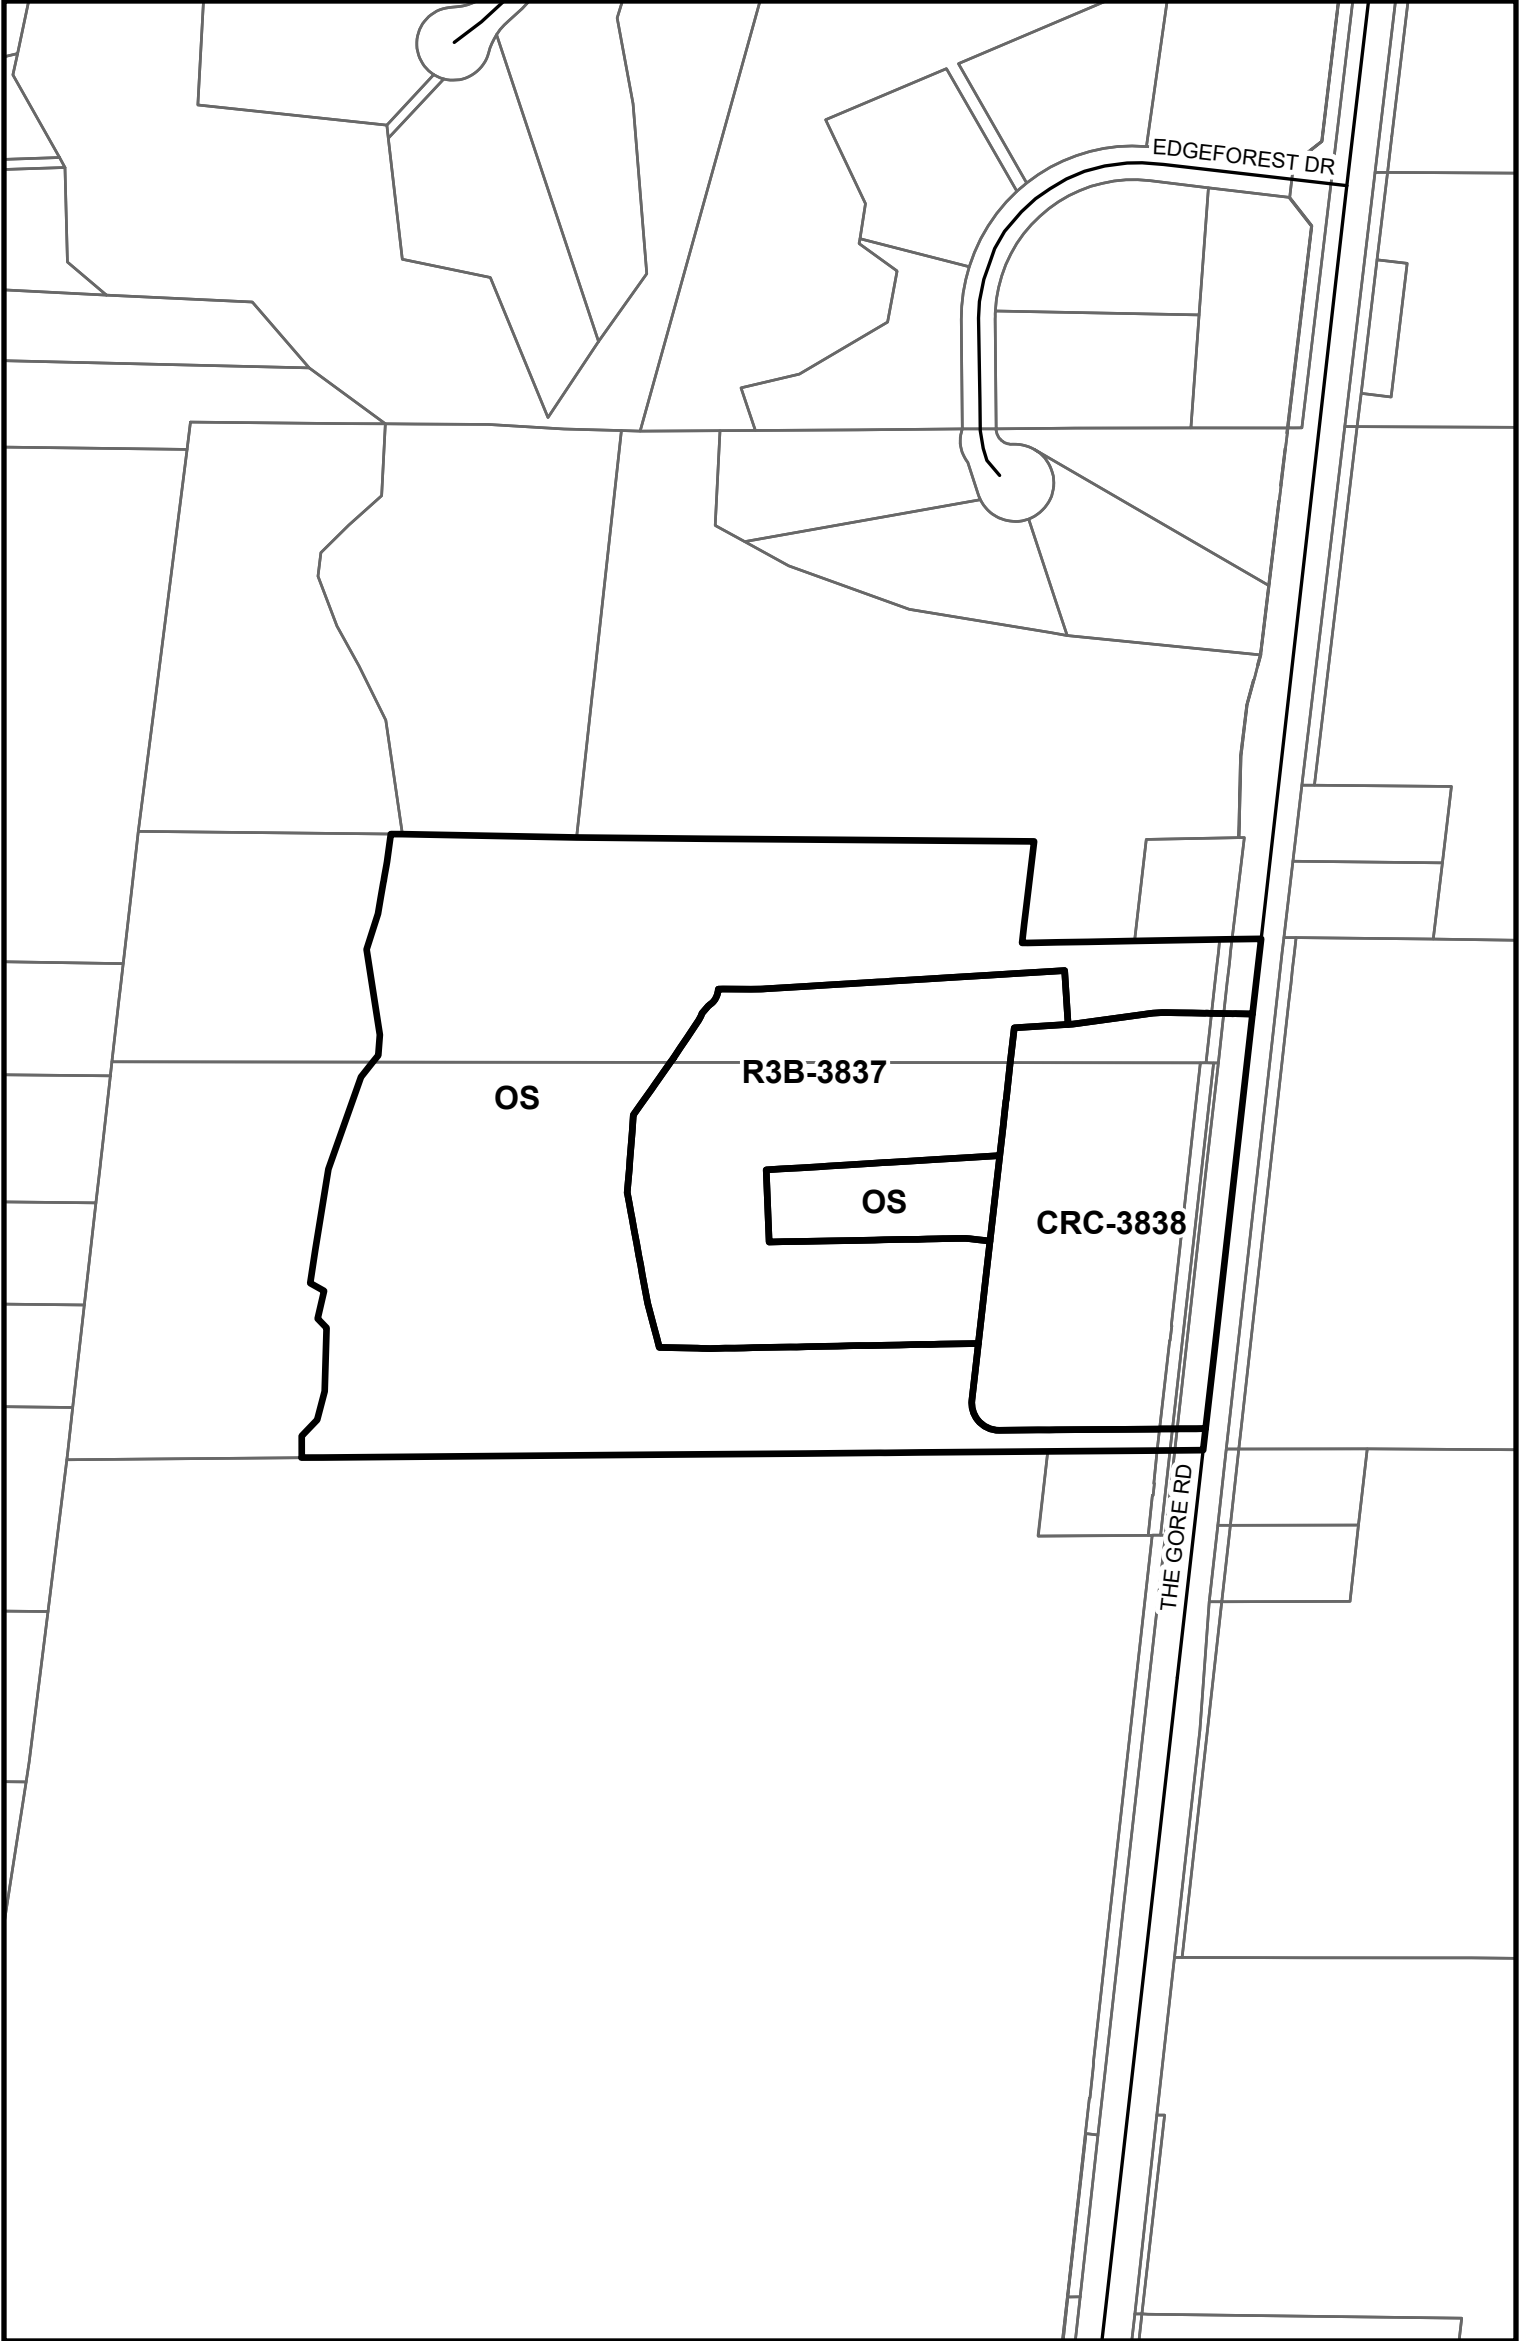 EDGEFOREST DR
R3B-3837
OS
OS
CRC-3838
THE GORE RD